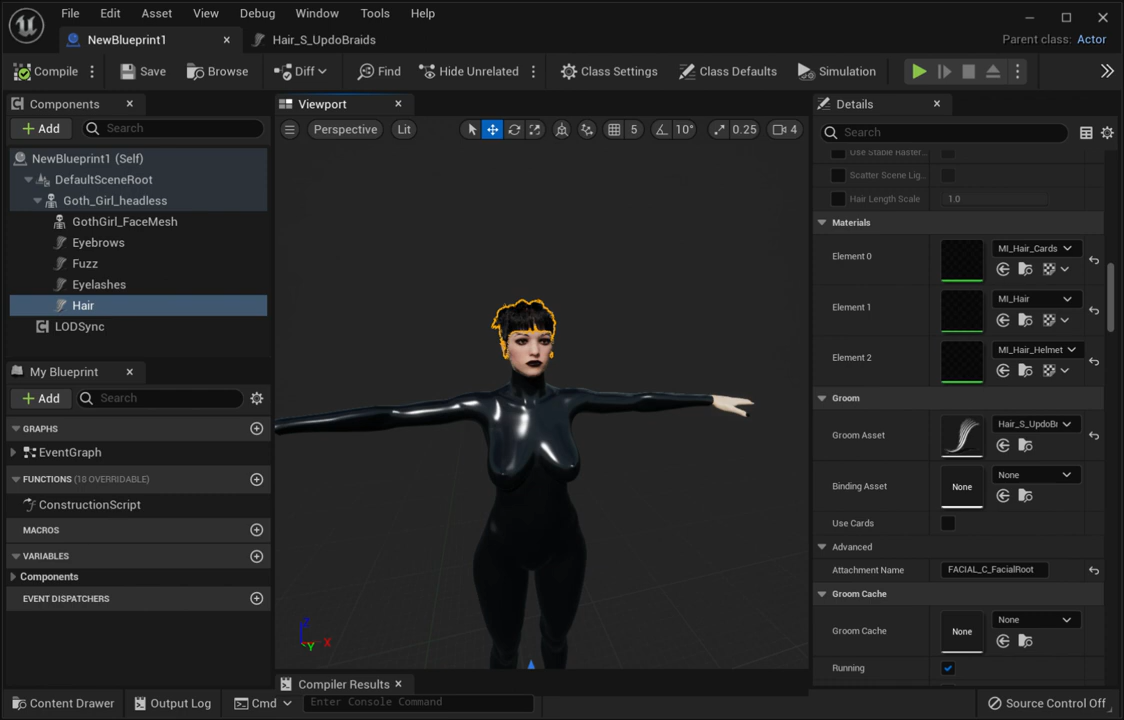 File Edit Asset View Debug Window Tools Help
NewBlueprint1
Hair_S_UpdoBraids
Parent class: Actor
Compile
Save
Browse
Diff
Find
Hide Unrelated
Class Settings
Class Defaults
Simulation
Components
Add
Search
NewBlueprint1 (Self)
DefaultSceneRoot
Goth_Girl_headless
GothGirl_FaceMesh
Eyebrows
Fuzz
Eyelashes
Hair
LODSync
My Blueprint
Add
Search
GRAPHS
EventGraph
FUNCTIONS (18 OVERRIDABLE)
ConstructionScript
MACROS
VARIABLES
Components
EVENT DISPATCHERS
Viewport
Perspective
Lit
5
10°
0.25
4
Z
X
Y
Compiler Results
Details
Search
Use Stable Raster...
Scatter Scene Lig...
Hair Length Scale 1.0
Materials
Element 0 MI_Hair_Cards
Element 1 MI_Hair
Element 2 MI_Hair_Helmet
Groom
Groom Asset Hair_S_UpdoBr
Binding Asset None None
Use Cards
Advanced
Attachment Name FACIAL_C_FacialRoot
Groom Cache
Groom Cache None None
Running
Content Drawer
Output Log
Cmd
Enter Console Command
Source Control Off